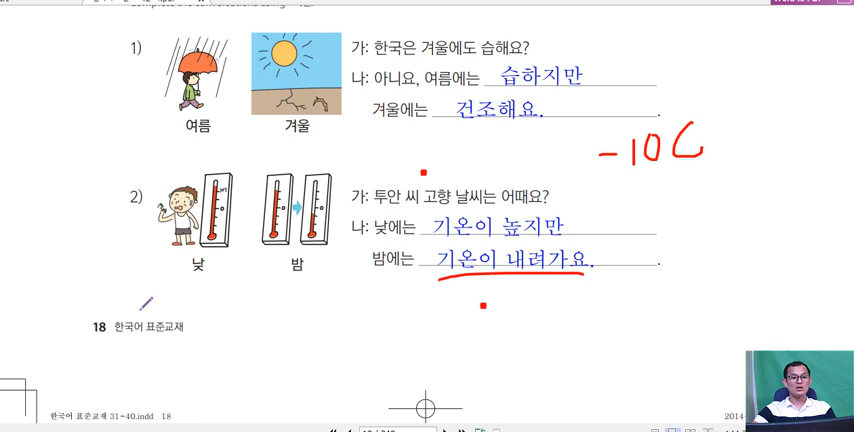 1)
가: 한국은 겨울에도 습해요?
나: 아니요, 여름에는 습하지만
겨울에는 건조해요.
여름
겨울
-10 C
2)
가: 투안 씨 고향 날씨는 어때요?
나: 낮에는 기온이 높지만
밤에는 기온이 내려가요.
낮
밤
18 한국어 표준교재
한국어 표준교재 31~40.indd 18
2014-